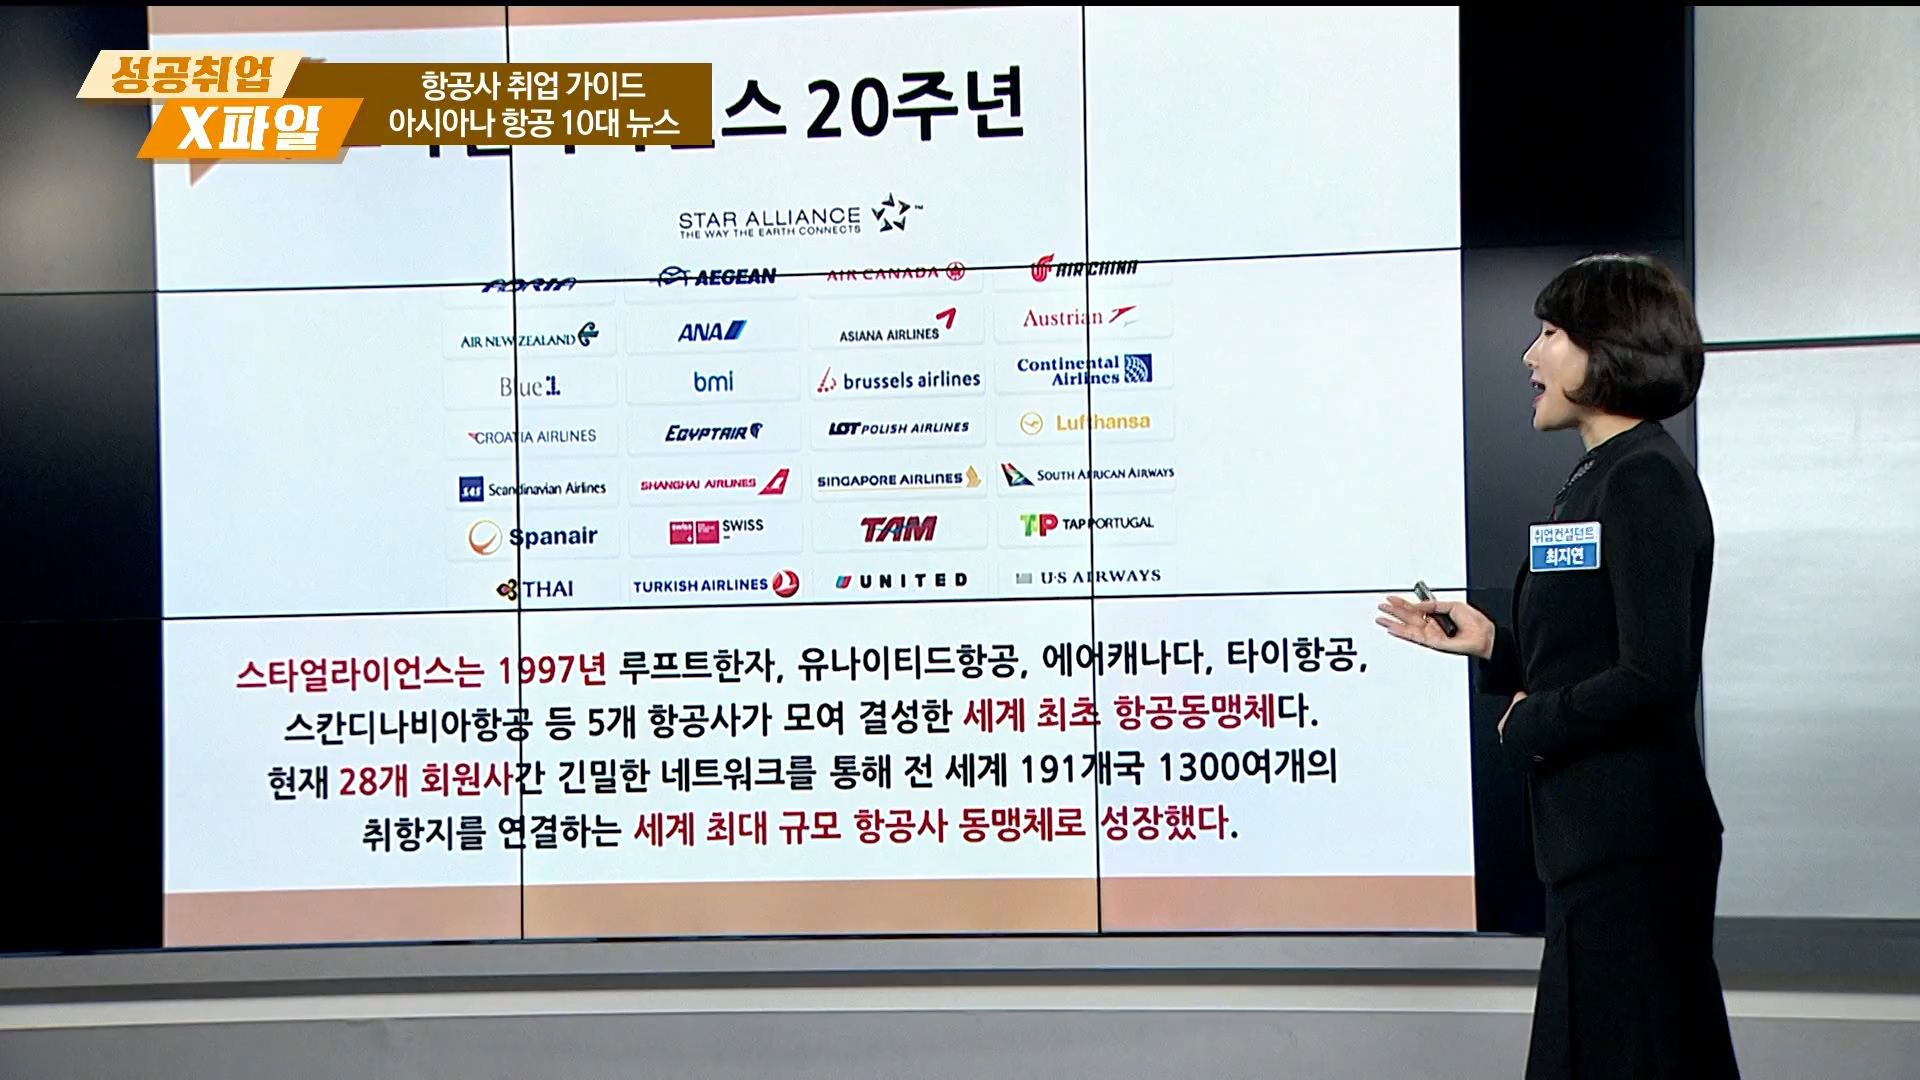 성공취업
X파일
항공사 취업 가이드
아시아나 항공 10대 뉴스
스 20주년
STAR ALLIANCE
THE WAY THE EARTH CONNECTS
ADRIA AEGEAN AIR CANADA AIR CHINA
AIR NEW ZEALAND ANA ASIANA AIRLINES Austrian
Blue1 bmi brussels airlines Continental Airlines
CROATIA AIRLINES EGYPTAIR LOT POLISH AIRLINES Lufthansa
SAS Scandinavian Airlines SHANGHAI AIRLINES SINGAPORE AIRLINES SOUTH AFRICAN AIRWAYS
Spanair swiss SWISS TAM TAP PORTUGAL
THAI TURKISH AIRLINES UNITED U·S AIRWAYS
스타얼라이언스는 1997년 루프트한자, 유나이티드항공, 에어캐나다, 타이항공,
스칸디나비아항공 등 5개 항공사가 모여 결성한 세계 최초 항공동맹체다.
현재 28개 회원사간 긴밀한 네트워크를 통해 전 세계 191개국 1300여개의
취항지를 연결하는 세계 최대 규모 항공사 동맹체로 성장했다.
취업컨설턴트
최지연